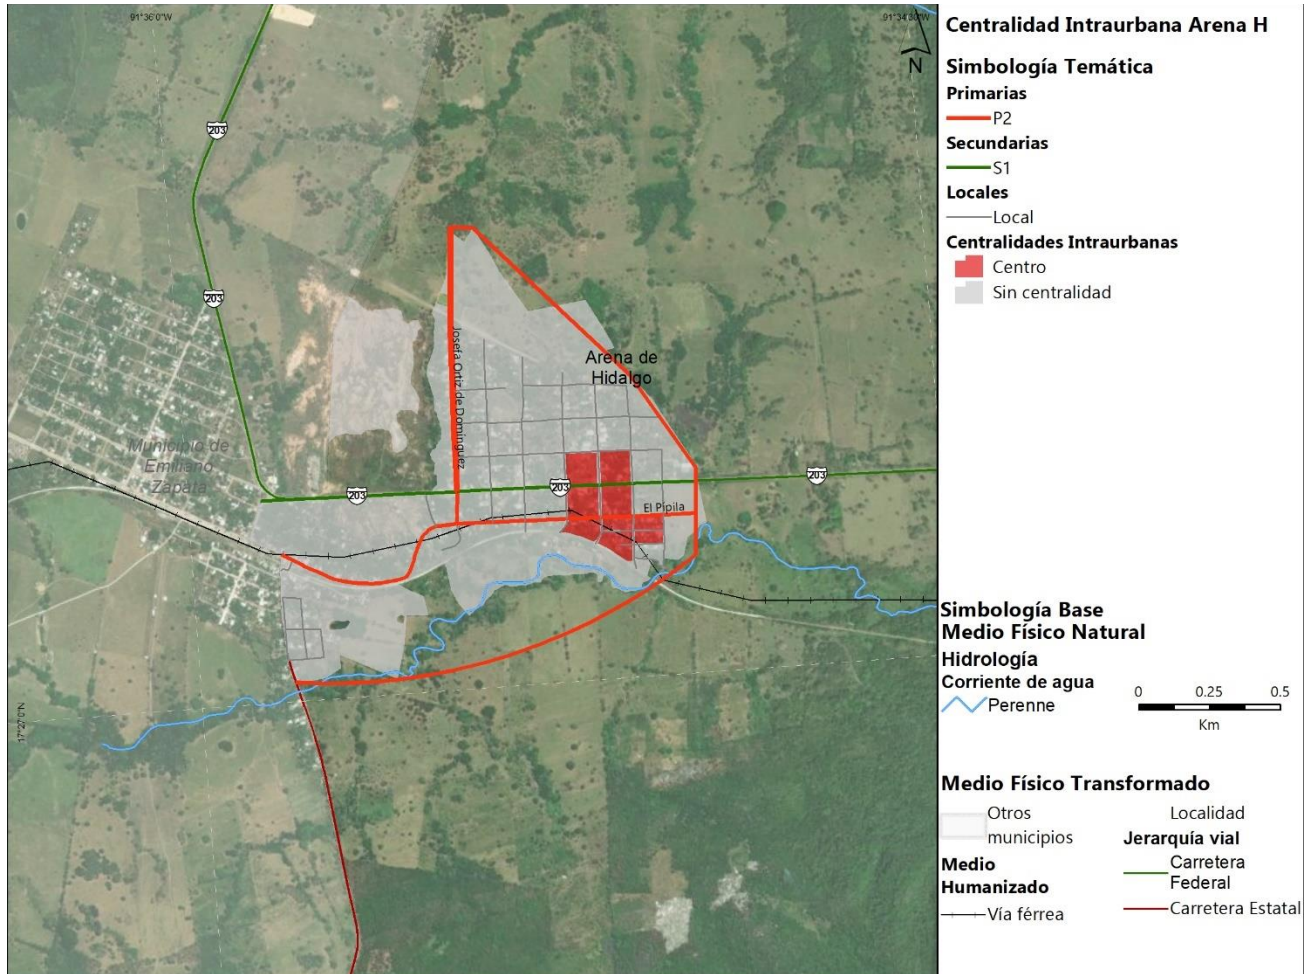 91°36'0"W
91°34'30"W
N
203
203
Josefa Ortiz de Dominguez
Arena de
Hidalgo
Municipio de
Emiliano
Zapata
203
203
203
El Pipila
17°27'0"N
Centralidad Intraurbana Arena H
Simbología Temática
Primarias
P2
Secundarias
S1
Locales
Local
Centralidades Intraurbanas
Centro
Sin centralidad
Simbología Base
Medio Físico Natural
Hidrología
Corriente de agua
Perenne
0 0.25 0.5
Km
Medio Físico Transformado
Otros
municipios
Medio
Humanizado
Vía férrea
Localidad
Jerarquía vial
Carretera
Federal
Carretera Estatal